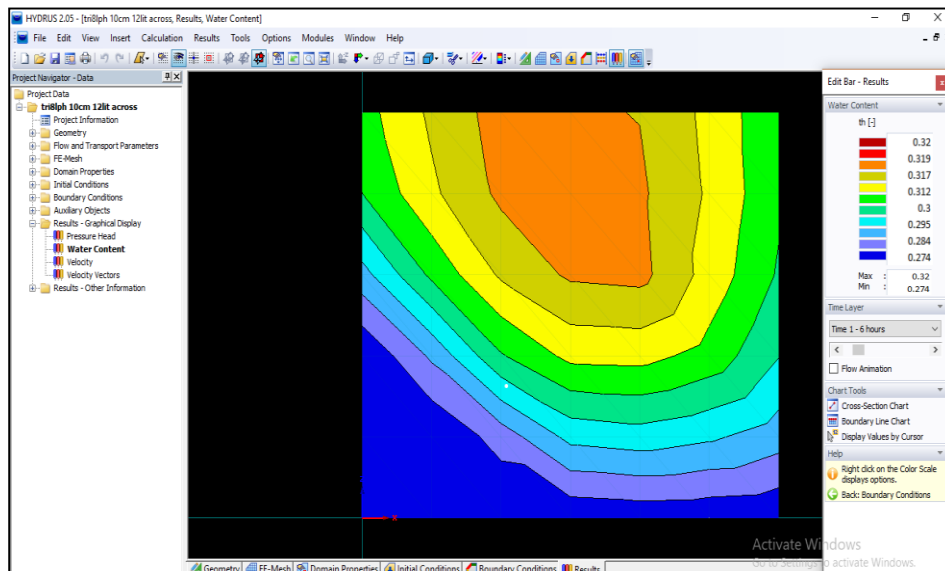 HYDRUS 2.05 - [tri8lph 10cm 12lit across, Results, Water Content]
File Edit View Insert Calculation Results Tools Options Modules Window Help
Project Navigator - Data
Project Data
tri8lph 10cm 12lit across
Project Information
Geometry
Flow and Transport Parameters
FE-Mesh
Domain Properties
Initial Conditions
Boundary Conditions
Auxiliary Objects
Results - Graphical Display
Pressure Head
Water Content
Velocity
Velocity Vectors
Results - Other Information
X
Edit Bar - Results
Water Content
th [-]
0.32
0.319
0.317
0.312
0.3
0.295
0.284
0.274
Max : 0.32
Min : 0.274
Time Layer
Time 1 - 6 hours
Flow Animation
Chart Tools
Cross-Section Chart
Boundary Line Chart
Display Values by Cursor
Help
Right click on the Color Scale
displays options.
Back: Boundary Conditions
Activate Windows
Go to Settings to activate Windows.
Geometry FE-Mesh Domain Properties Initial Conditions Boundary Conditions Results